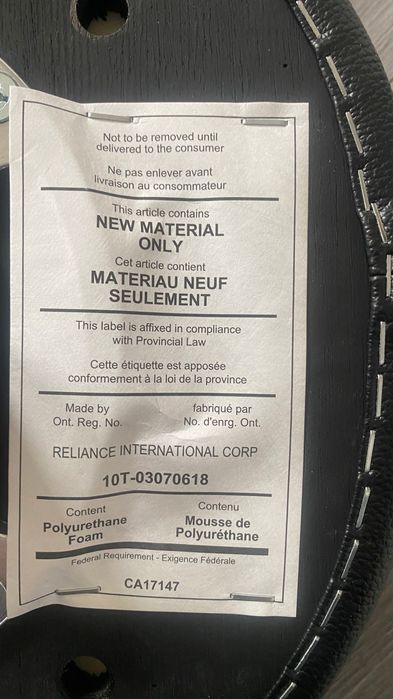 Not to be removed until
delivered to the consumer
Ne pas enlever avant
livraison au consommateur
This article contains
NEW MATERIAL
ONLY
Cet article contient
MATERIAU NEUF
SEULEMENT
This label is affixed in compliance
with Provincial Law
Cette étiquette est apposée
conformement à la loi de la province
Made by
Ont. Reg. No.
fabriqué par
No. d'enrg. Ont.
RELIANCE INTERNATIONAL CORP
10T-03070618
Content
Polyurethane
Foam
Contenu
Mousse de
Polyuréthane
Federal Requirement - Exigence Fédérale
CA17147